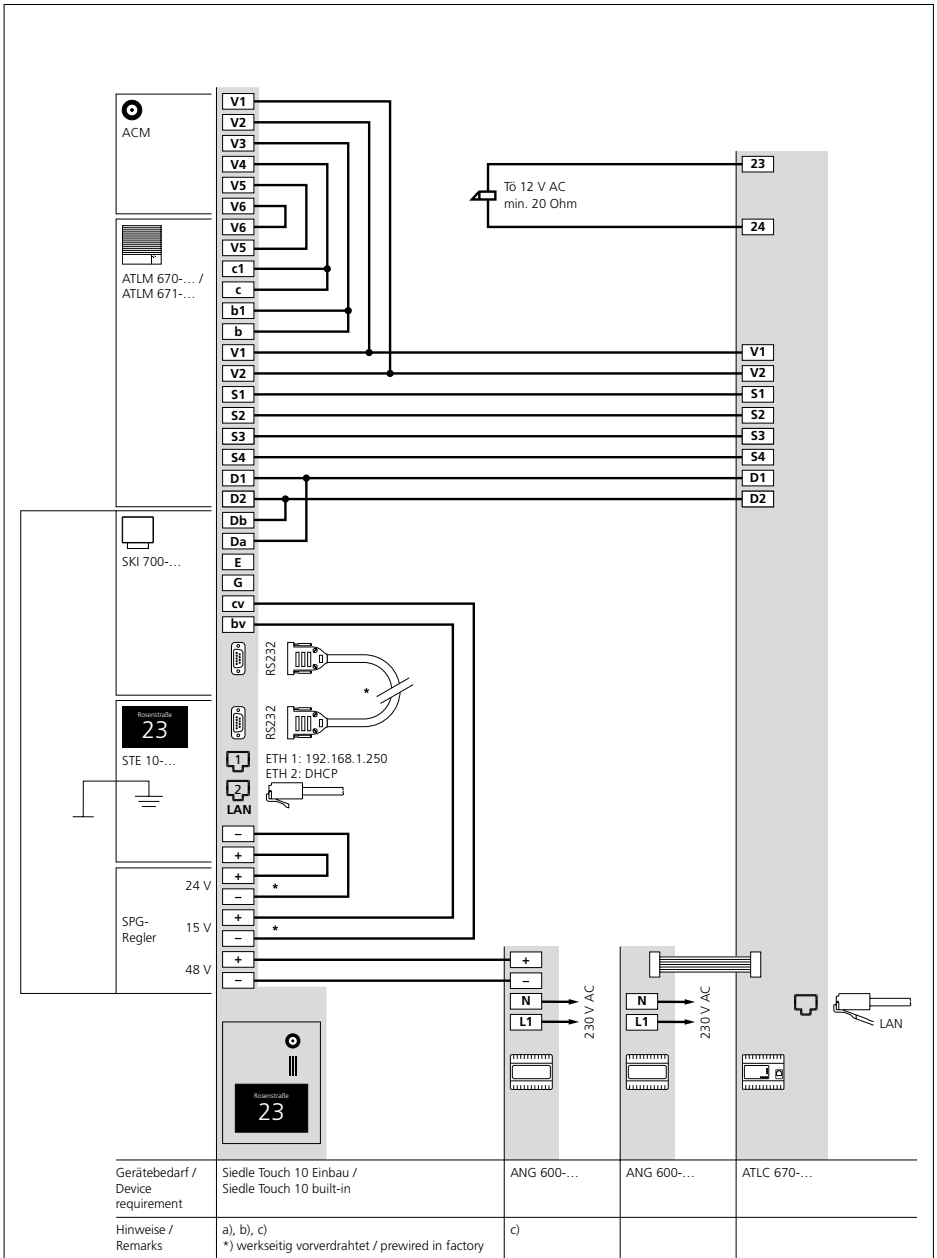 ACM
V1
V2
V3
V4
V5
V6
V6
V5
c1
c
b1
b
V1
V2
S1
S2
S3
S4
D1
D2
Db
Da
E
G
cv
bv
ATLM 670-… /
ATLM 671-…
SKI 700-…
RS232
RS232
*
Rosenstraße
23
STE 10-…
1
2
LAN
ETH 1: 192.168.1.250
ETH 2: DHCP
–
+
+
–
+
–
+
–
24 V
*
SPG-
Regler
15 V
*
48 V
Tö 12 V AC
min. 20 Ohm
23
24
V1
V2
S1
S2
S3
S4
D1
D2
+
–
N
L1
230 V AC
N
L1
230 V AC
LAN
Rosenstraße
23
Gerätebedarf /
Device
requirement
Siedle Touch 10 Einbau /
Siedle Touch 10 built-in
ANG 600-…
ANG 600-…
ATLC 670-…
Hinweise /
Remarks
a), b), c)
*) werkseitig vorverdrahtet / prewired in factory
c)